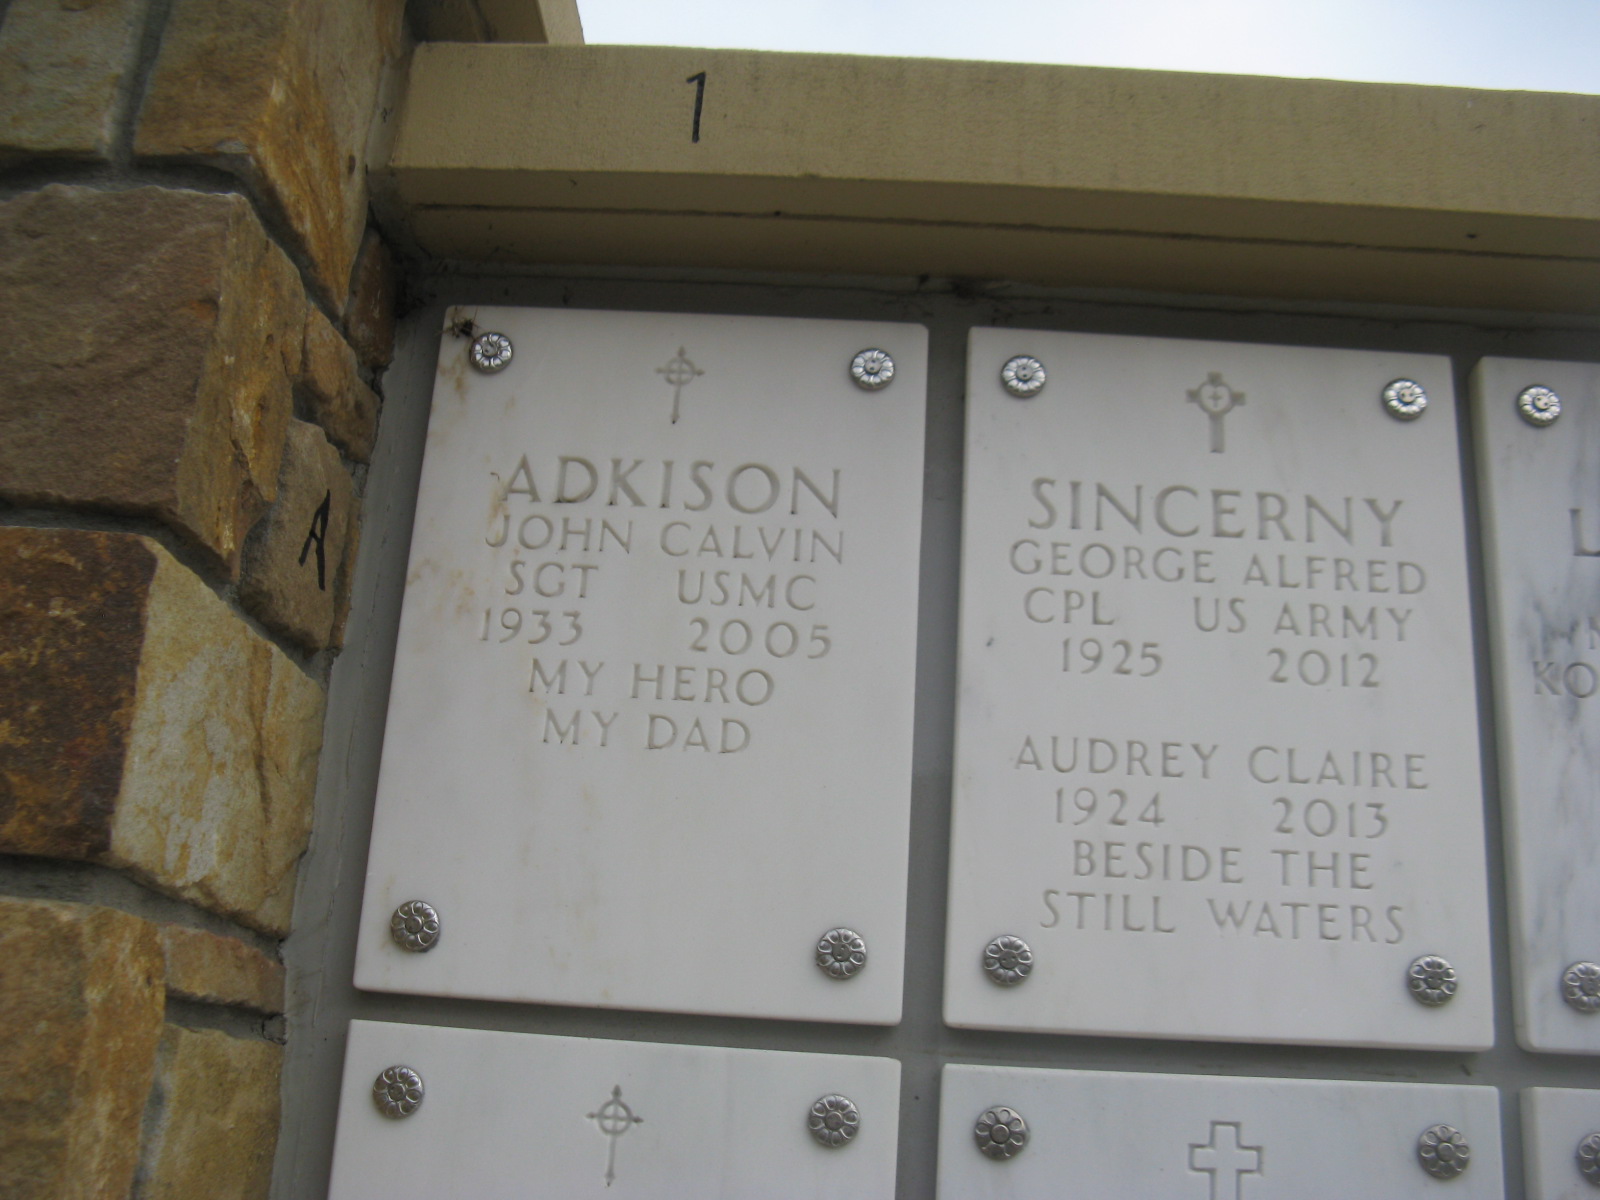 1
A
ADKISON
JOHN CALVIN
SGT USMC
1933 2005
MY HERO
MY DAD
SINCERNY
GEORGE ALFRED
CPL US ARMY
1925 2012
AUDREY CLAIRE
1924 2013
BESIDE THE
STILL WATERS
KO